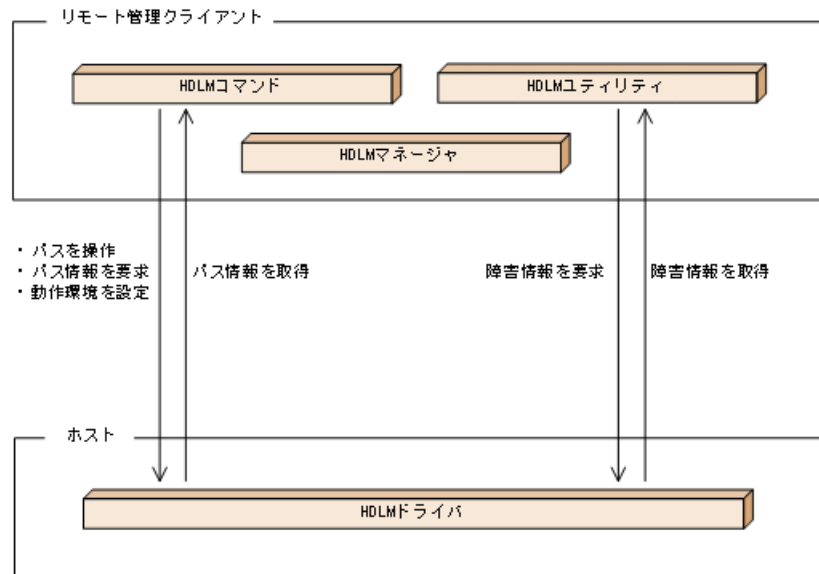 リモート管理クライアント
HDLMコマンド
HDLMユティリティ
HDLMマネージャ
・ パスを操作
・ パス情報を要求
・ 動作環境を設定
パス情報を取得
障害情報を要求
障害情報を取得
ホスト
HDLMドライバ